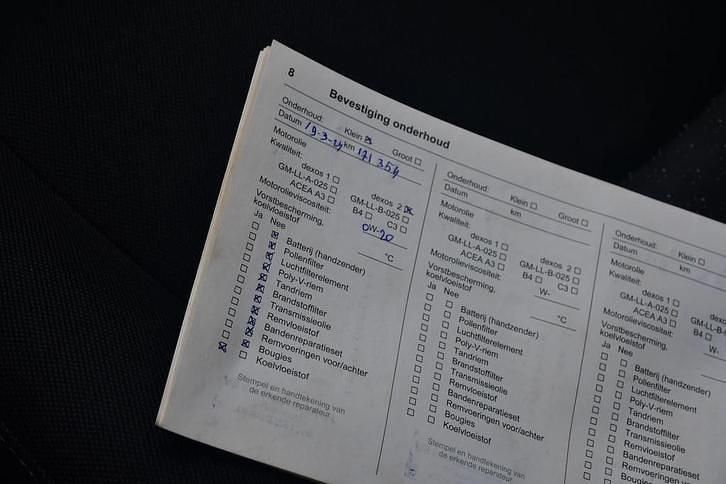 8
Bevestiging onderhoud
Onderhoud: Klein ☒ Groot ☐
Datum 19-3-24 km 171 354
Motorolie
Kwaliteit:
dexos 1 ☐ dexos 2 ☒
GM-LL-A-025 ☐ GM-LL-B-025 ☐
ACEA A3 ☐ B4 ☐ C3 ☐
Motorolieviscositeit: 0W-20
Vorstbescherming,
koelvloeistof °C
Ja Nee
Batterij (handzender)
Pollenfilter
Luchtfilterelement
Poly-V-riem
Tandriem
Brandstoffilter
Transmissieolie
Remvloeistof
Bandenreparatieset
Remvoeringen voor/achter
Bougies
Koelvloeistof
Stempel en handtekening van
de erkende reparateur
Onderhoud: Klein ☐ Groot ☐
Datum km
Motorolie
Kwaliteit:
dexos 1 ☐ dexos 2 ☐
GM-LL-A-025 ☐ GM-LL-B-025 ☐
ACEA A3 ☐ B4 ☐ C3 ☐
Motorolieviscositeit: W-
Vorstbescherming,
koelvloeistof °C
Ja Nee
Batterij (handzender)
Pollenfilter
Luchtfilterelement
Poly-V-riem
Tandriem
Brandstoffilter
Transmissieolie
Remvloeistof
Bandenreparatieset
Remvoeringen voor/achter
Bougies
Koelvloeistof
Stempel en handtekening van
de erkende reparateur
Onderhoud: Klein ☐
Datum km
Motorolie
Kwaliteit:
dexos 1 ☐
GM-LL-A-025 ☐ GM-LL-B-
ACEA A3 ☐ B4 ☐
Motorolieviscositeit: W-
Vorstbescherming,
koelvloeistof
Ja Nee
Batterij (handzender)
Pollenfilter
Luchtfilterelement
Poly-V-riem
Tandriem
Brandstoffilter
Transmissieolie
Remvloeistof
Bandenreparatieset
Remvoeringen
Bougies